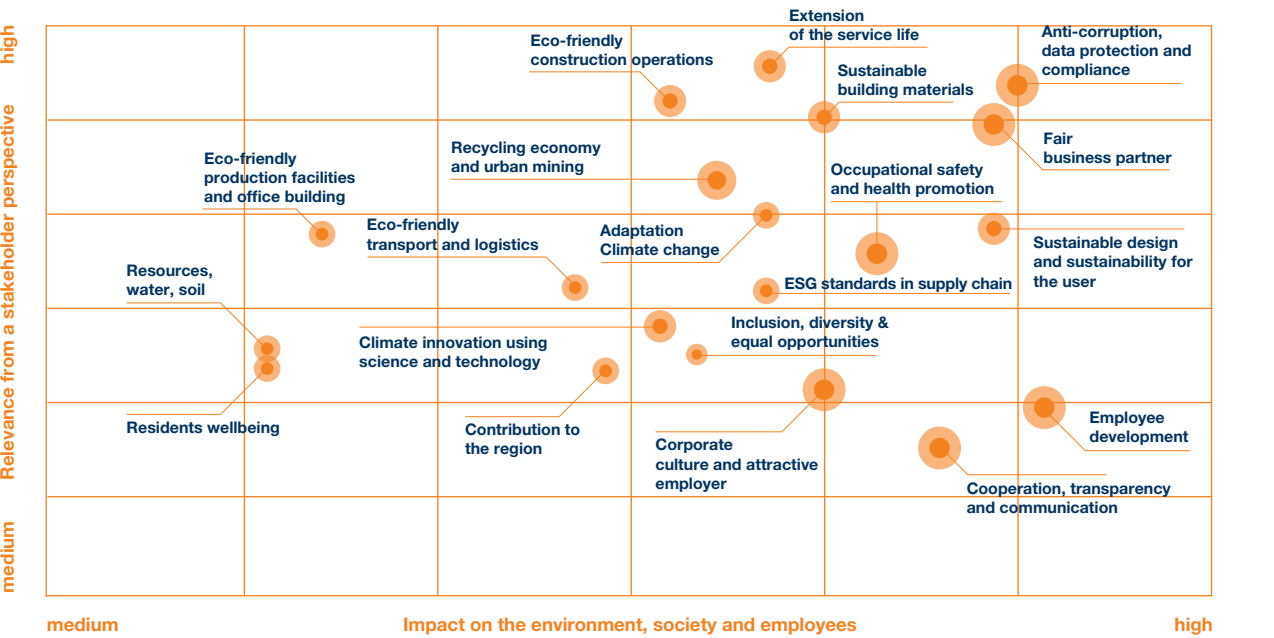 high
Relevance from a stakeholder perspective
medium
Extension
of the service life
Eco-friendly
construction operations
Anti-corruption,
data protection and
compliance
Sustainable
building materials
Fair
business partner
Recycling economy
and urban mining
Eco-friendly
production facilities
and office building
Occupational safety
and health promotion
Eco-friendly
transport and logistics
Adaptation
Climate change
Sustainable design
and sustainability for
the user
Resources,
water, soil
ESG standards in supply chain
Inclusion, diversity &
equal opportunities
Climate innovation using
science and technology
Residents wellbeing
Contribution to
the region
Corporate
culture and attractive
employer
Employee
development
Cooperation, transparency
and communication
medium
Impact on the environment, society and employees
high